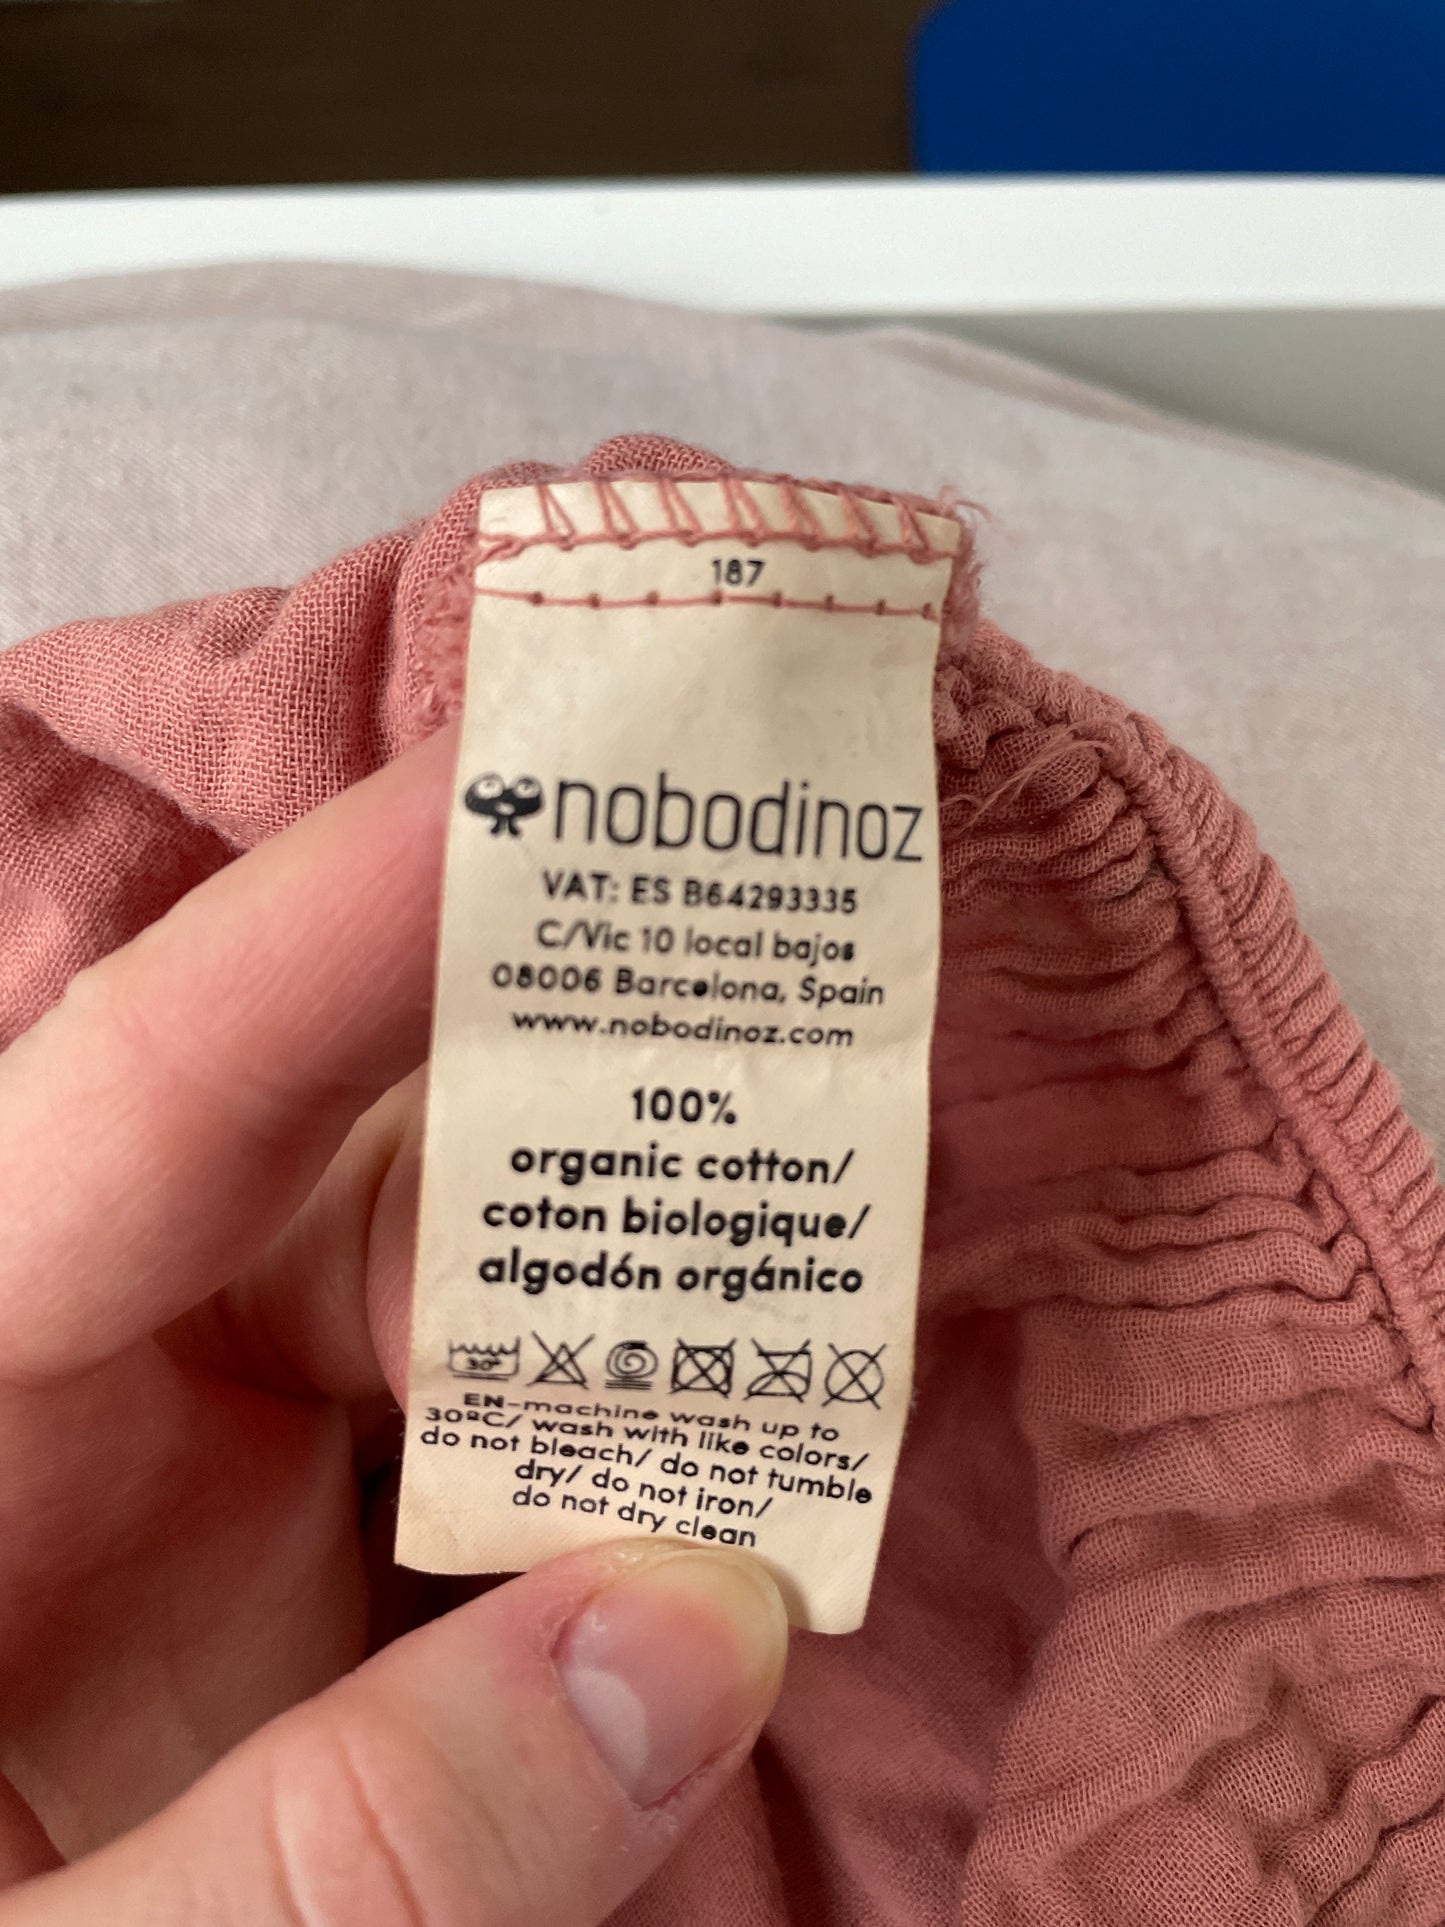 187
nobodinoz
VAT: ES B64293335
C/Vic 10 local bajos
08006 Barcelona, Spain
www.nobodinoz.com
100%
organic cotton/
coton biologique/
algodón orgánico
30°
EN-machine wash up to
30ºC/ wash with like colors/
do not bleach/ do not tumble
dry/ do not iron/
do not dry clean